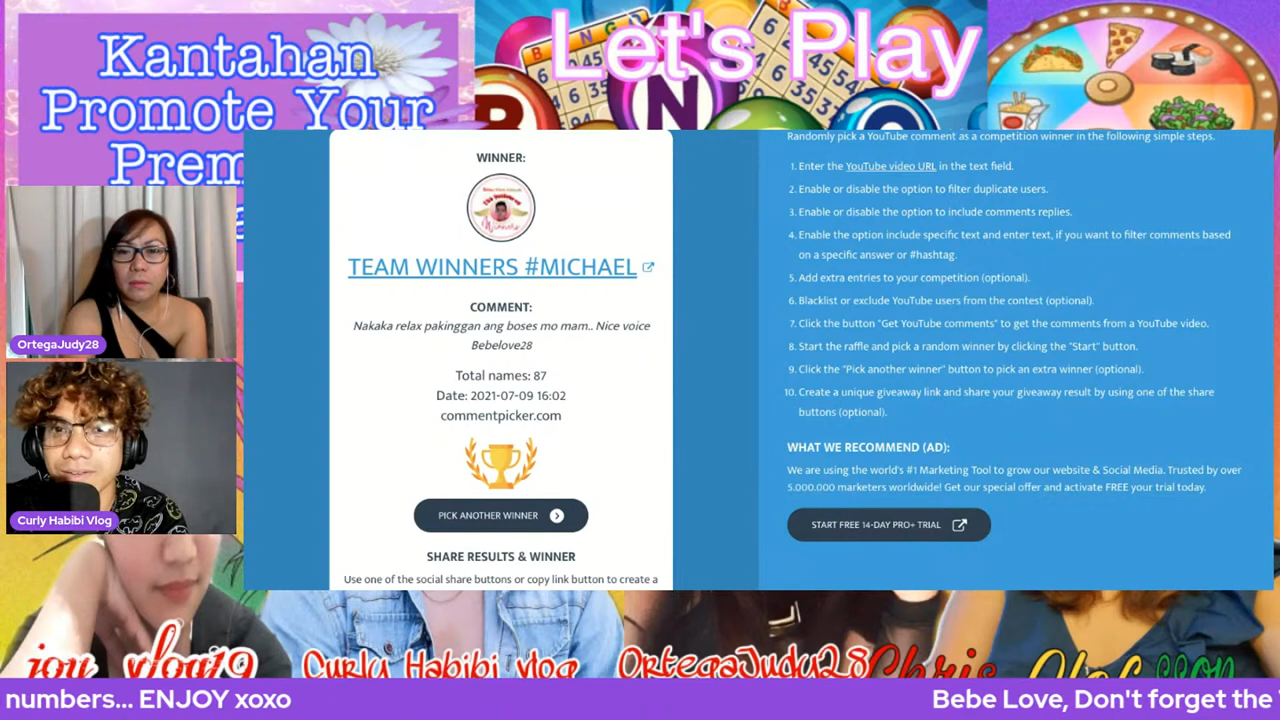 Kantahan
Promote Your
Prem
Let's Play
B I N G
N
WINNER:
TEAM WINNERS #MICHAEL
COMMENT:
Nakaka relax pakinggan ang boses mo mam.. Nice voice
Bebelove28
Total names: 87
Date: 2021-07-09 16:02
commentpicker.com
PICK ANOTHER WINNER
SHARE RESULTS & WINNER
Use one of the social share buttons or copy link button to create a
Randomly pick a YouTube comment as a competition winner in the following simple steps.
1. Enter the YouTube video URL in the text field.
2. Enable or disable the option to filter duplicate users.
3. Enable or disable the option to include comments replies.
4. Enable the option include specific text and enter text, if you want to filter comments based
on a specific answer or #hashtag.
5. Add extra entries to your competition (optional).
6. Blacklist or exclude YouTube users from the contest (optional).
7. Click the button "Get YouTube comments" to get the comments from a YouTube video.
8. Start the raffle and pick a random winner by clicking the "Start" button.
9. Click the "Pick another winner" button to pick an extra winner (optional).
10. Create a unique giveaway link and share your giveaway result by using one of the share
buttons (optional).
WHAT WE RECOMMEND (AD):
We are using the world's #1 Marketing Tool to grow our website & Social Media. Trusted by over
5.000.000 marketers worldwide! Get our special offer and activate FREE your trial today.
START FREE 14-DAY PRO+ TRIAL
OrtegaJudy28
Curly Habibi Vlog
joy vlog19
Curly Habibi vlog
OrtegaJudy28
Chris
numbers... ENJOY xoxo
Bebe Love, Don't forget the